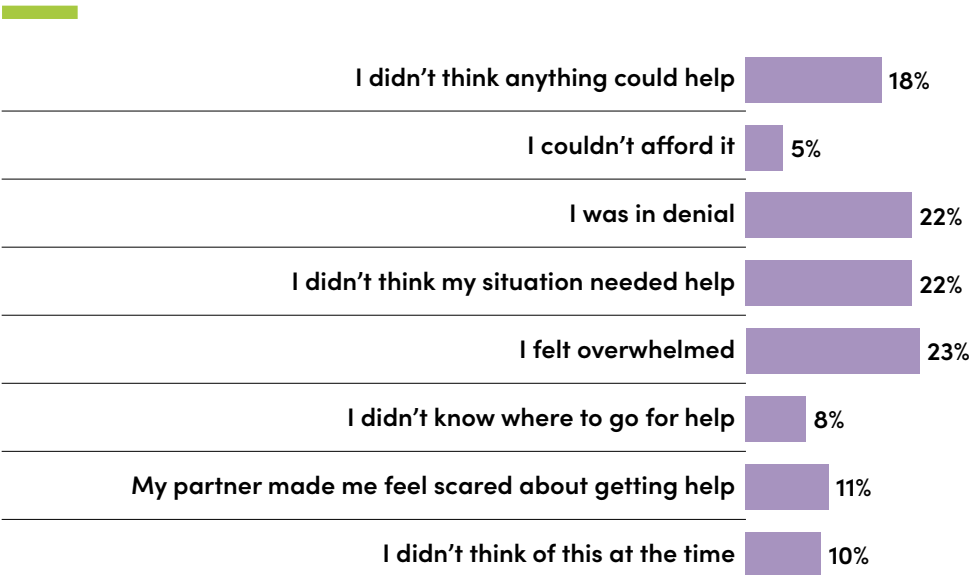 I didn’t think anything could help 18%
I couldn’t afford it 5%
I was in denial 22%
I didn’t think my situation needed help 22%
I felt overwhelmed 23%
I didn’t know where to go for help 8%
My partner made me feel scared about getting help 11%
I didn’t think of this at the time 10%